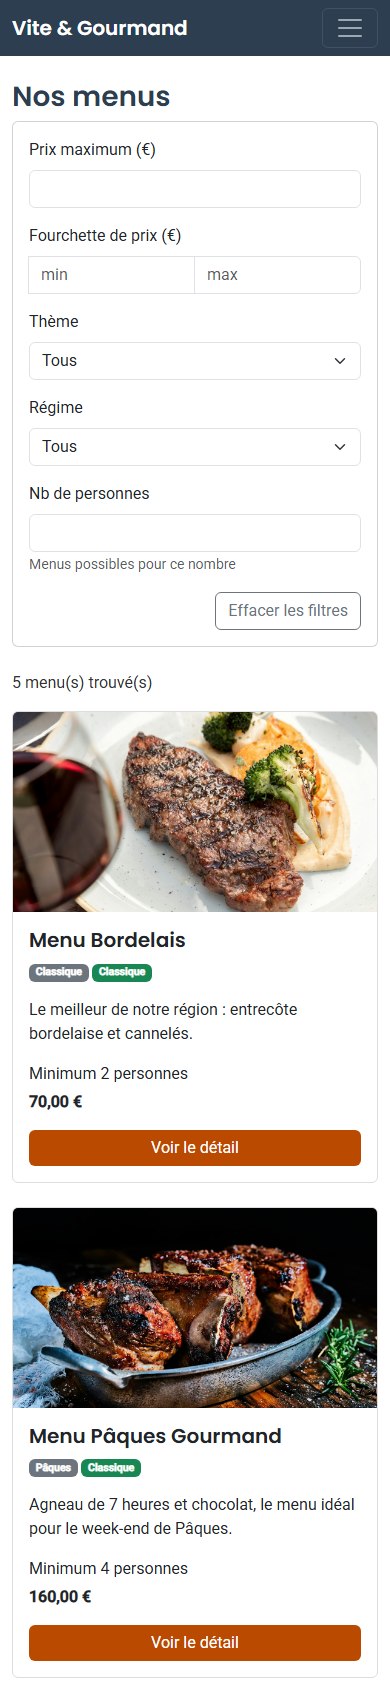 Vite & Gourmand
Nos menus
Prix maximum (€)
Fourchette de prix (€)
min max
Thème
Tous
Régime
Tous
Nb de personnes
Menus possibles pour ce nombre
Effacer les filtres
5 menu(s) trouvé(s)
Menu Bordelais
Classique Classique
Le meilleur de notre région : entrecôte
bordelaise et cannelés.
Minimum 2 personnes
70,00 €
Voir le détail
Menu Pâques Gourmand
Pâques Classique
Agneau de 7 heures et chocolat, le menu idéal
pour le week-end de Pâques.
Minimum 4 personnes
160,00 €
Voir le détail